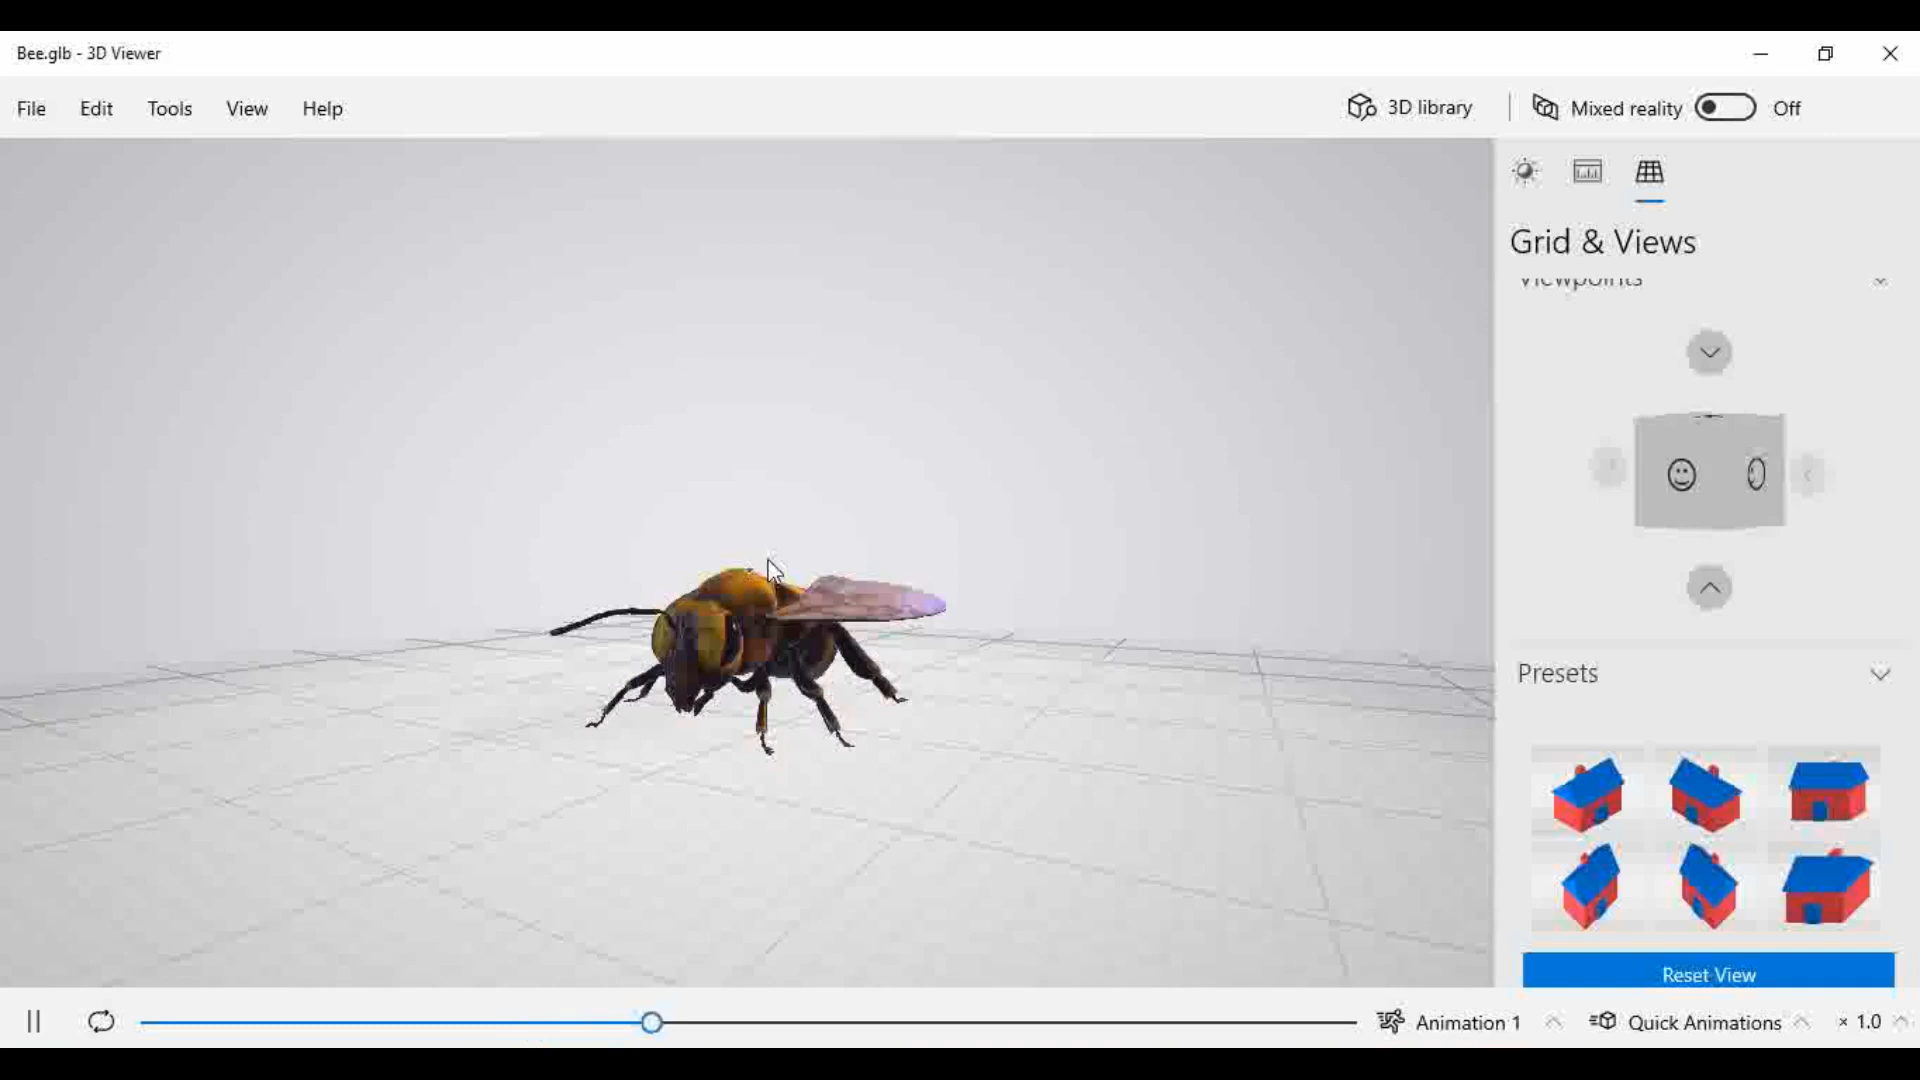 Bee.glb - 3D Viewer
File Edit Tools View Help
3D library
Mixed reality Off
Grid & Views
Viewpoints
Presets
Reset View
Animation 1
Quick Animations
× 1.0